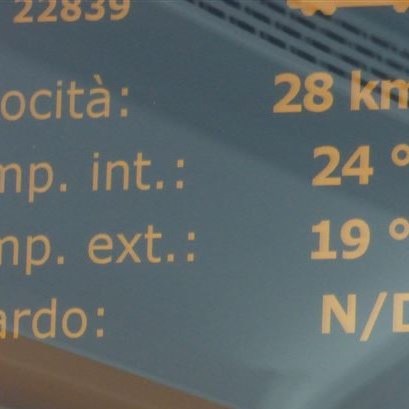 22839
ocità: 28 km
mp. int.: 24 °
mp. ext.: 19 °
ardo: N/D